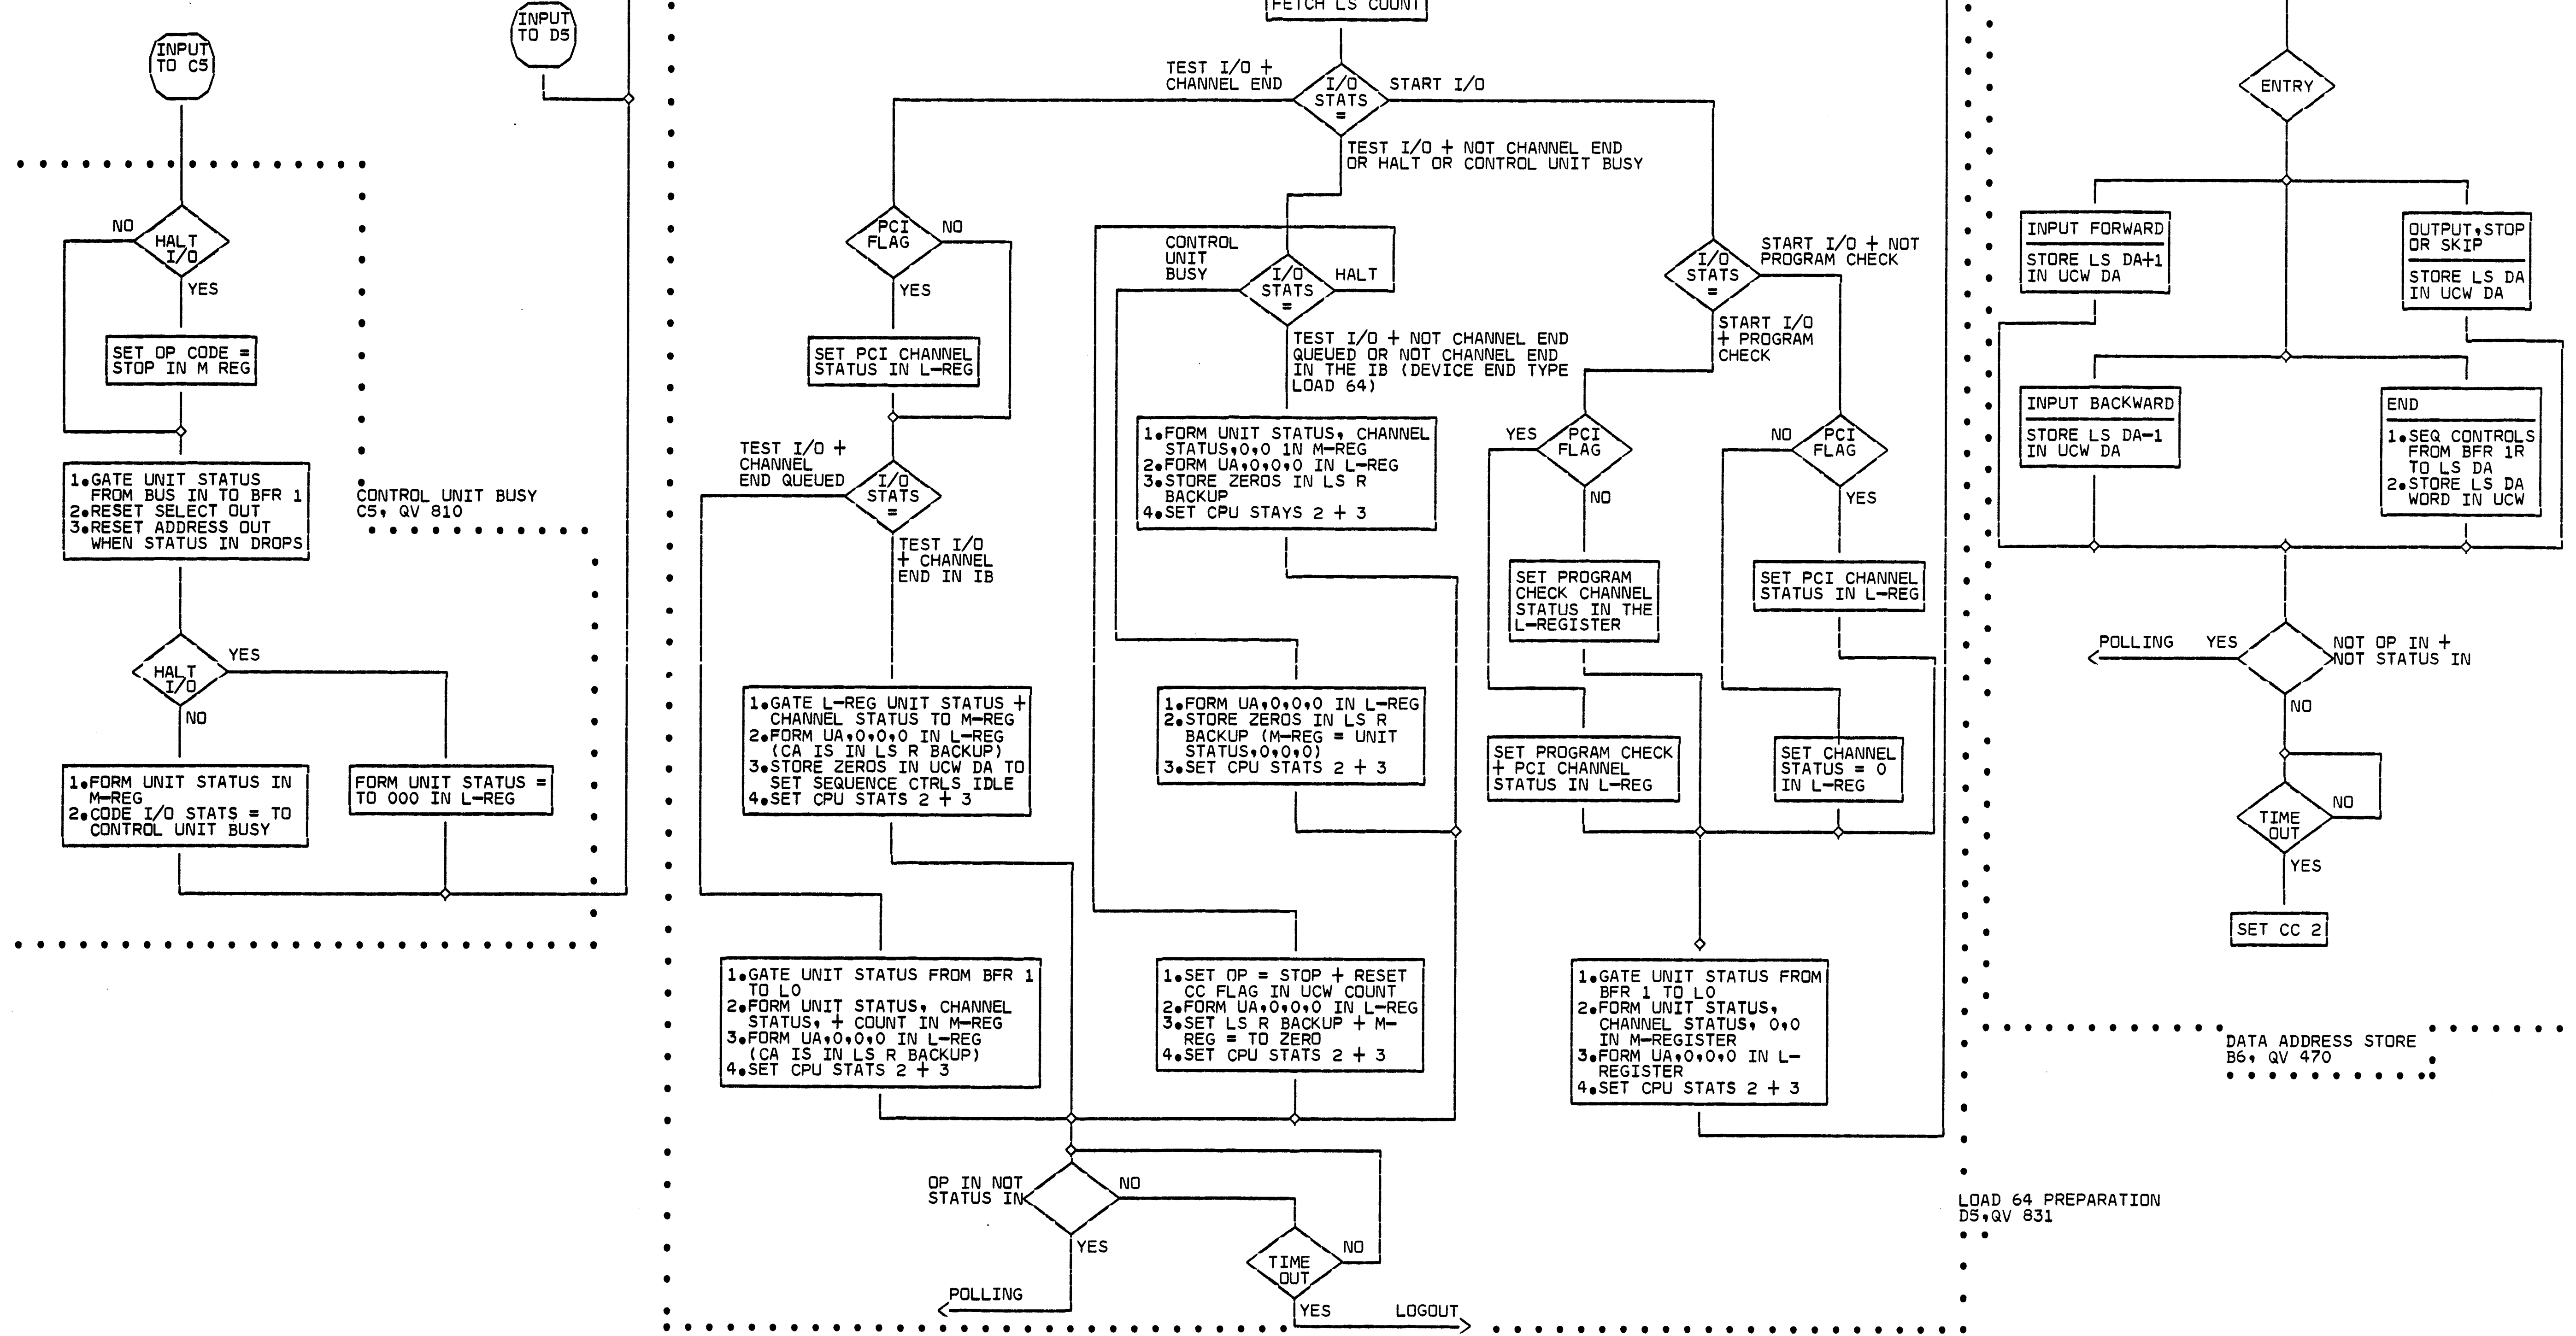 INPUT
TO C5
INPUT
TO D5
NO
HALT
I/O
YES
SET OP CODE =
STOP IN M REG
1.GATE UNIT STATUS
FROM BUS IN TO BFR 1
2.RESET SELECT OUT
3.RESET ADDRESS OUT
WHEN STATUS IN DROPS
CONTROL UNIT BUSY
C5, QV 810
HALT
I/O
YES
NO
1.FORM UNIT STATUS IN
M-REG
2.CODE I/O STATS = TO
CONTROL UNIT BUSY
FORM UNIT STATUS =
TO 000 IN L-REG
FETCH LS COUNT
TEST I/O +
CHANNEL END
I/O
STATS
=
START I/O
TEST I/O + NOT CHANNEL END
OR HALT OR CONTROL UNIT BUSY
PCI
FLAG
NO
YES
SET PCI CHANNEL
STATUS IN L-REG
TEST I/O +
CHANNEL
END QUEUED
I/O
STATS
=
TEST I/O
+ CHANNEL
END IN IB
1.GATE L-REG UNIT STATUS +
CHANNEL STATUS TO M-REG
2.FORM UA,0,0,0 IN L-REG
(CA IS IN LS R BACKUP)
3.STORE ZEROS IN UCW DA TO
SET SEQUENCE CTRLS IDLE
4.SET CPU STATS 2 + 3
1.GATE UNIT STATUS FROM BFR 1
TO LO
2.FORM UNIT STATUS, CHANNEL
STATUS, + COUNT IN M-REG
3.FORM UA,0,0,0 IN L-REG
(CA IS IN LS R BACKUP)
4.SET CPU STATS 2 + 3
CONTROL
UNIT
BUSY
I/O
STATS
=
HALT
TEST I/O + NOT CHANNEL END
QUEUED OR NOT CHANNEL END
IN THE IB (DEVICE END TYPE
LOAD 64)
1.FORM UNIT STATUS, CHANNEL
STATUS,0,0 IN M-REG
2.FORM UA,0,0,0 IN L-REG
3.STORE ZEROS IN LS R
BACKUP
4.SET CPU STAYS 2 + 3
1.FORM UA,0,0,0 IN L-REG
2.STORE ZEROS IN LS R
BACKUP (M-REG = UNIT
STATUS,0,0,0)
3.SET CPU STATS 2 + 3
1.SET OP = STOP + RESET
CC FLAG IN UCW COUNT
2.FORM UA,0,0,0 IN L-REG
3.SET LS R BACKUP + M-
REG = TO ZERO
4.SET CPU STATS 2 + 3
I/O
STATS
=
START I/O + NOT
PROGRAM CHECK
START I/O
+ PROGRAM
CHECK
YES
PCI
FLAG
NO
NO
PCI
FLAG
YES
SET PROGRAM
CHECK CHANNEL
STATUS IN THE
L-REGISTER
SET PCI CHANNEL
STATUS IN L-REG
SET PROGRAM CHECK
+ PCI CHANNEL
STATUS IN L-REG
SET CHANNEL
STATUS = 0
IN L-REG
1.GATE UNIT STATUS FROM
BFR 1 TO LO
2.FORM UNIT STATUS,
CHANNEL STATUS, 0,0
IN M-REGISTER
3.FORM UA,0,0,0 IN L-
REGISTER
4.SET CPU STATS 2 + 3
OP IN NOT
STATUS IN
NO
YES
TIME
OUT
NO
YES
POLLING
LOGOUT
LOAD 64 PREPARATION
D5,QV 831
ENTRY
INPUT FORWARD
STORE LS DA+1
IN UCW DA
OUTPUT,STOP
OR SKIP
STORE LS DA
IN UCW DA
INPUT BACKWARD
STORE LS DA-1
IN UCW DA
END
1.SEQ CONTROLS
FROM BFR 1R
TO LS DA
2.STORE LS DA
WORD IN UCW
POLLING
YES
NOT OP IN +
NOT STATUS IN
NO
TIME
OUT
NO
YES
SET CC 2
DATA ADDRESS STORE
B6, QV 470